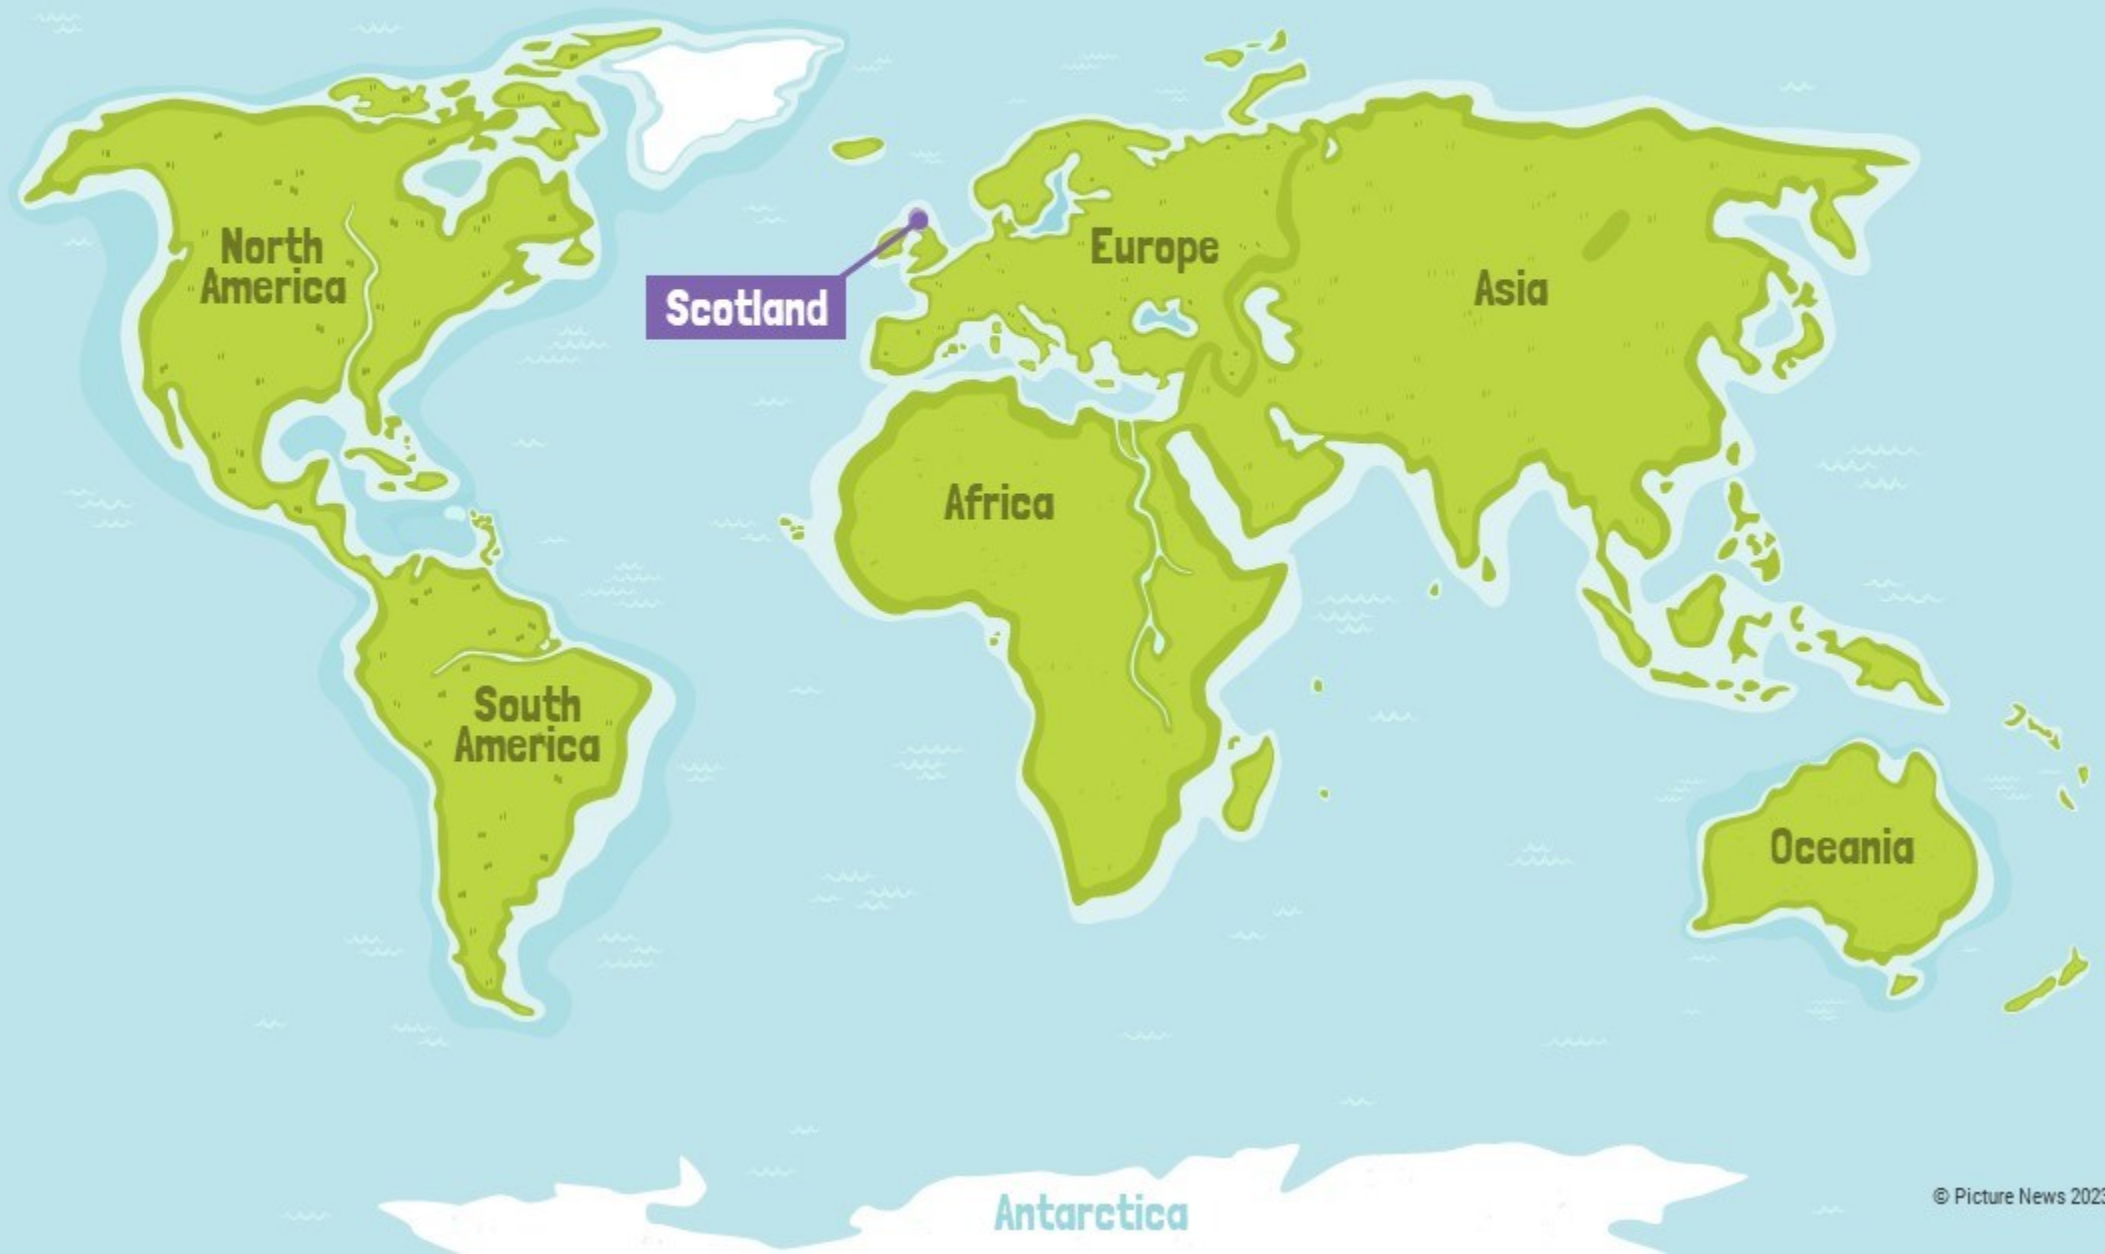 North
America
Scotland
Europe
Asia
Africa
South
America
Oceania
Antarctica
© Picture News 2023